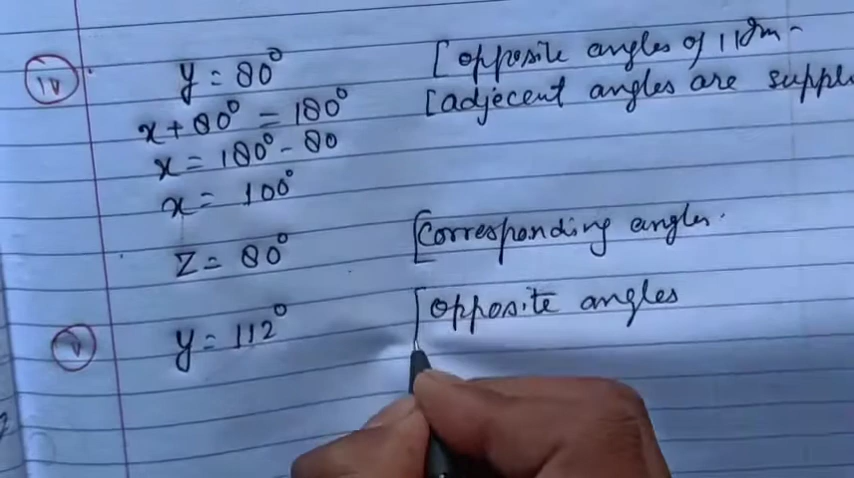 (iv) y = 80° [opposite angles of ||gm-
x + 80° = 180° [adjecent angles are supple
x = 180° - 80
x = 100°
z = 80° [Corresponding angles.
(v) y = 112° [opposite angles